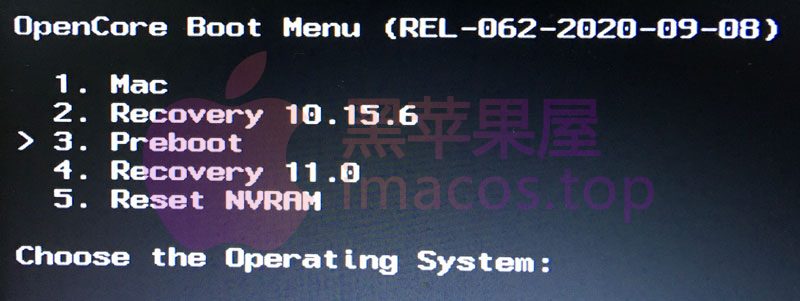 OpenCore Boot Menu (REL-062-2020-09-08)
1. Mac
2. Recovery 10.15.6
> 3. Preboot
4. Recovery 11.0
5. Reset NVRAM
Choose the Operating System:
黑苹果屋
imacos.top